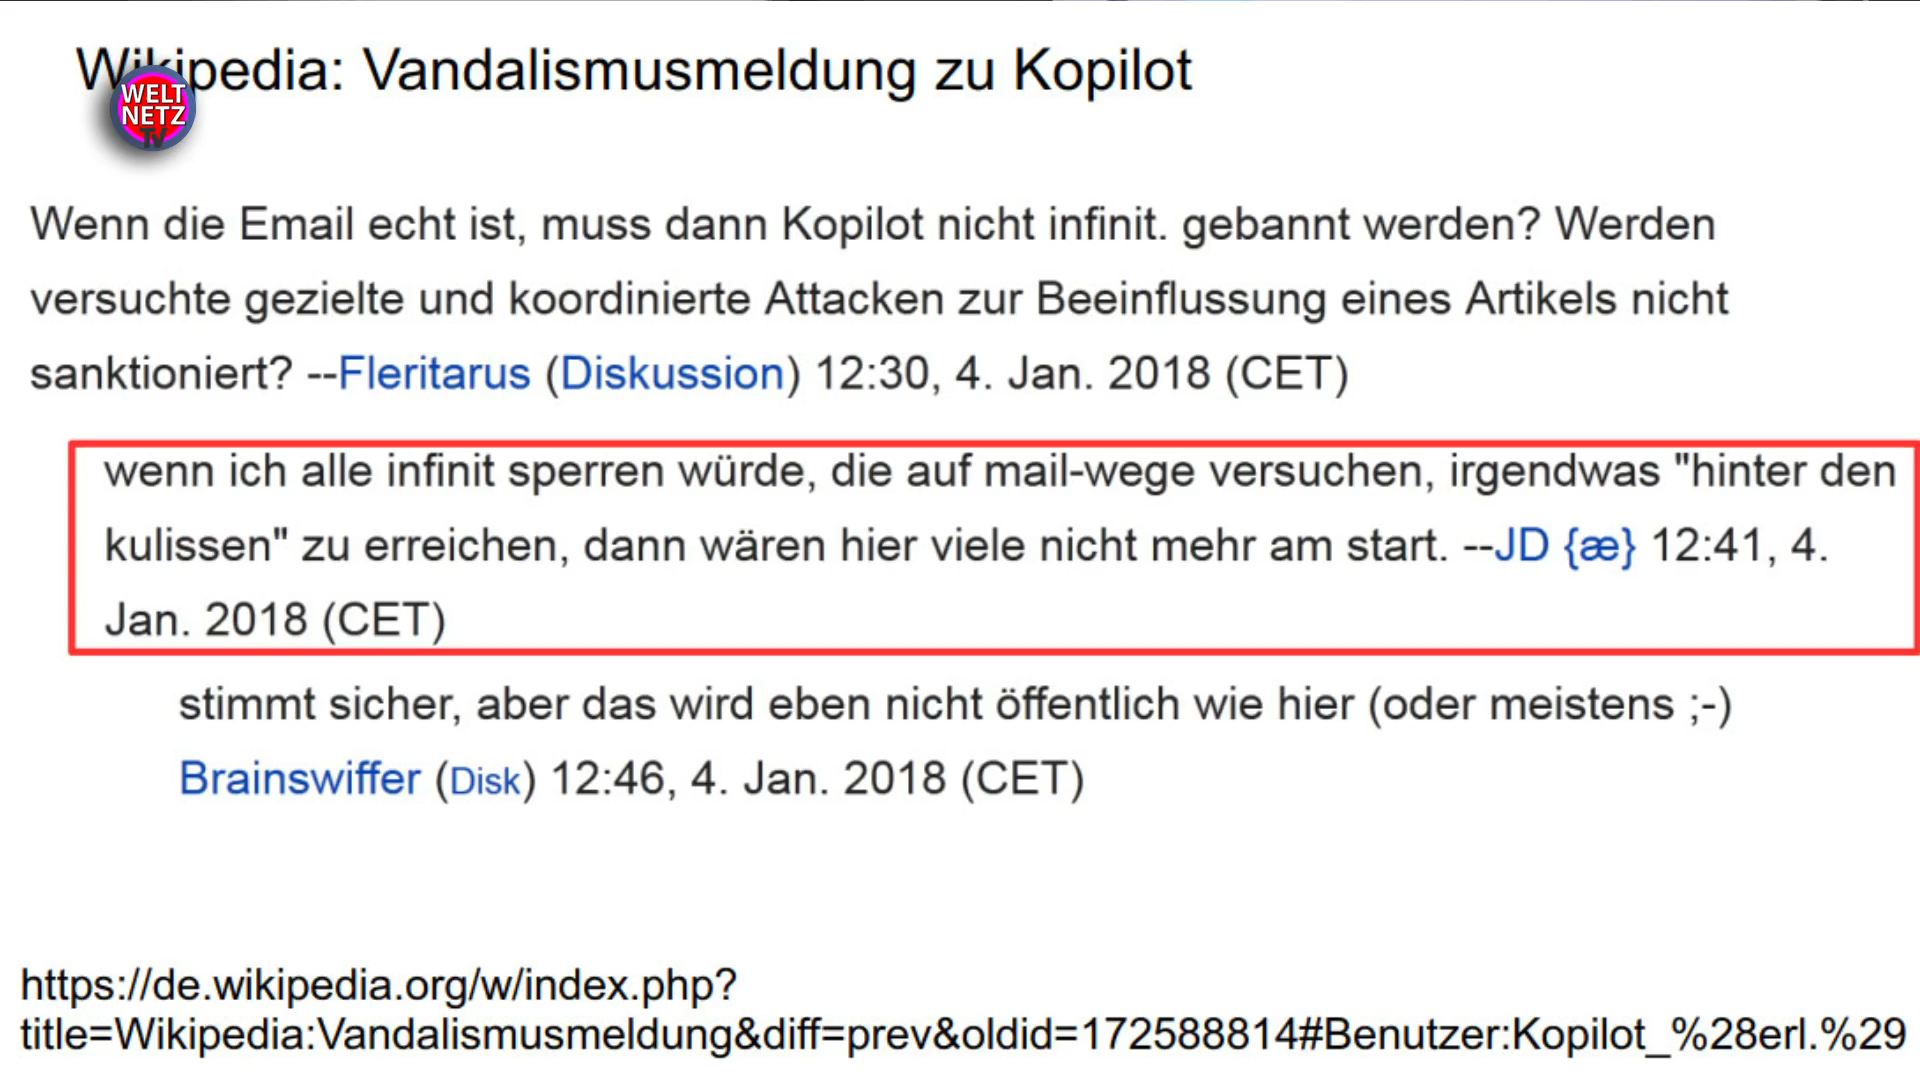 Wikipedia: Vandalismusmeldung zu Kopilot
WELT
NETZ
TV
Wenn die Email echt ist, muss dann Kopilot nicht infinit. gebannt werden? Werden
versuchte gezielte und koordinierte Attacken zur Beeinflussung eines Artikels nicht
sanktioniert? --Fleritarus (Diskussion) 12:30, 4. Jan. 2018 (CET)
wenn ich alle infinit sperren würde, die auf mail-wege versuchen, irgendwas "hinter den
kulissen" zu erreichen, dann wären hier viele nicht mehr am start. --JD {æ} 12:41, 4.
Jan. 2018 (CET)
stimmt sicher, aber das wird eben nicht öffentlich wie hier (oder meistens ;-)
Brainswiffer (Disk) 12:46, 4. Jan. 2018 (CET)
https://de.wikipedia.org/w/index.php?
title=Wikipedia:Vandalismusmeldung&diff=prev&oldid=172588814#Benutzer:Kopilot_%28erl.%29